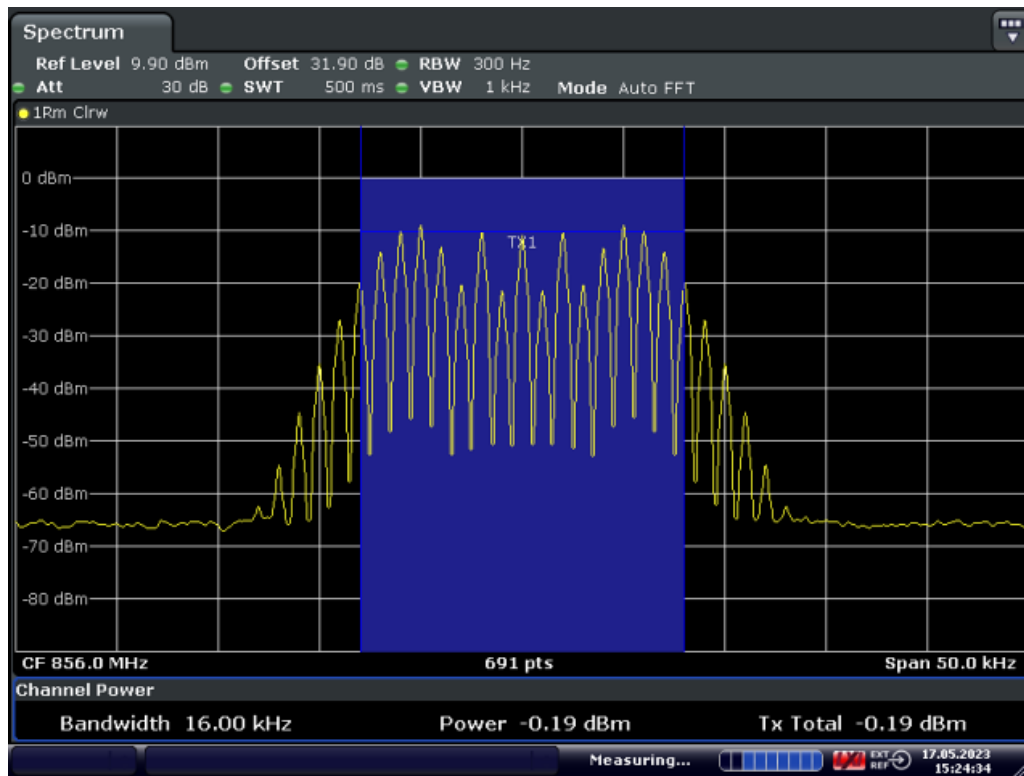 Spectrum
Ref Level 9.90 dBm Offset 31.90 dB RBW 300 Hz
Att 30 dB SWT 500 ms VBW 1 kHz Mode Auto FFT
1Rm Clrw
0 dBm
-10 dBm
TX1
-20 dBm
-30 dBm
-40 dBm
-50 dBm
-60 dBm
-70 dBm
-80 dBm
CF 856.0 MHz 691 pts Span 50.0 kHz
Channel Power
Bandwidth 16.00 kHz Power -0.19 dBm Tx Total -0.19 dBm
Measuring... EXT REF 17.05.2023
15:24:34